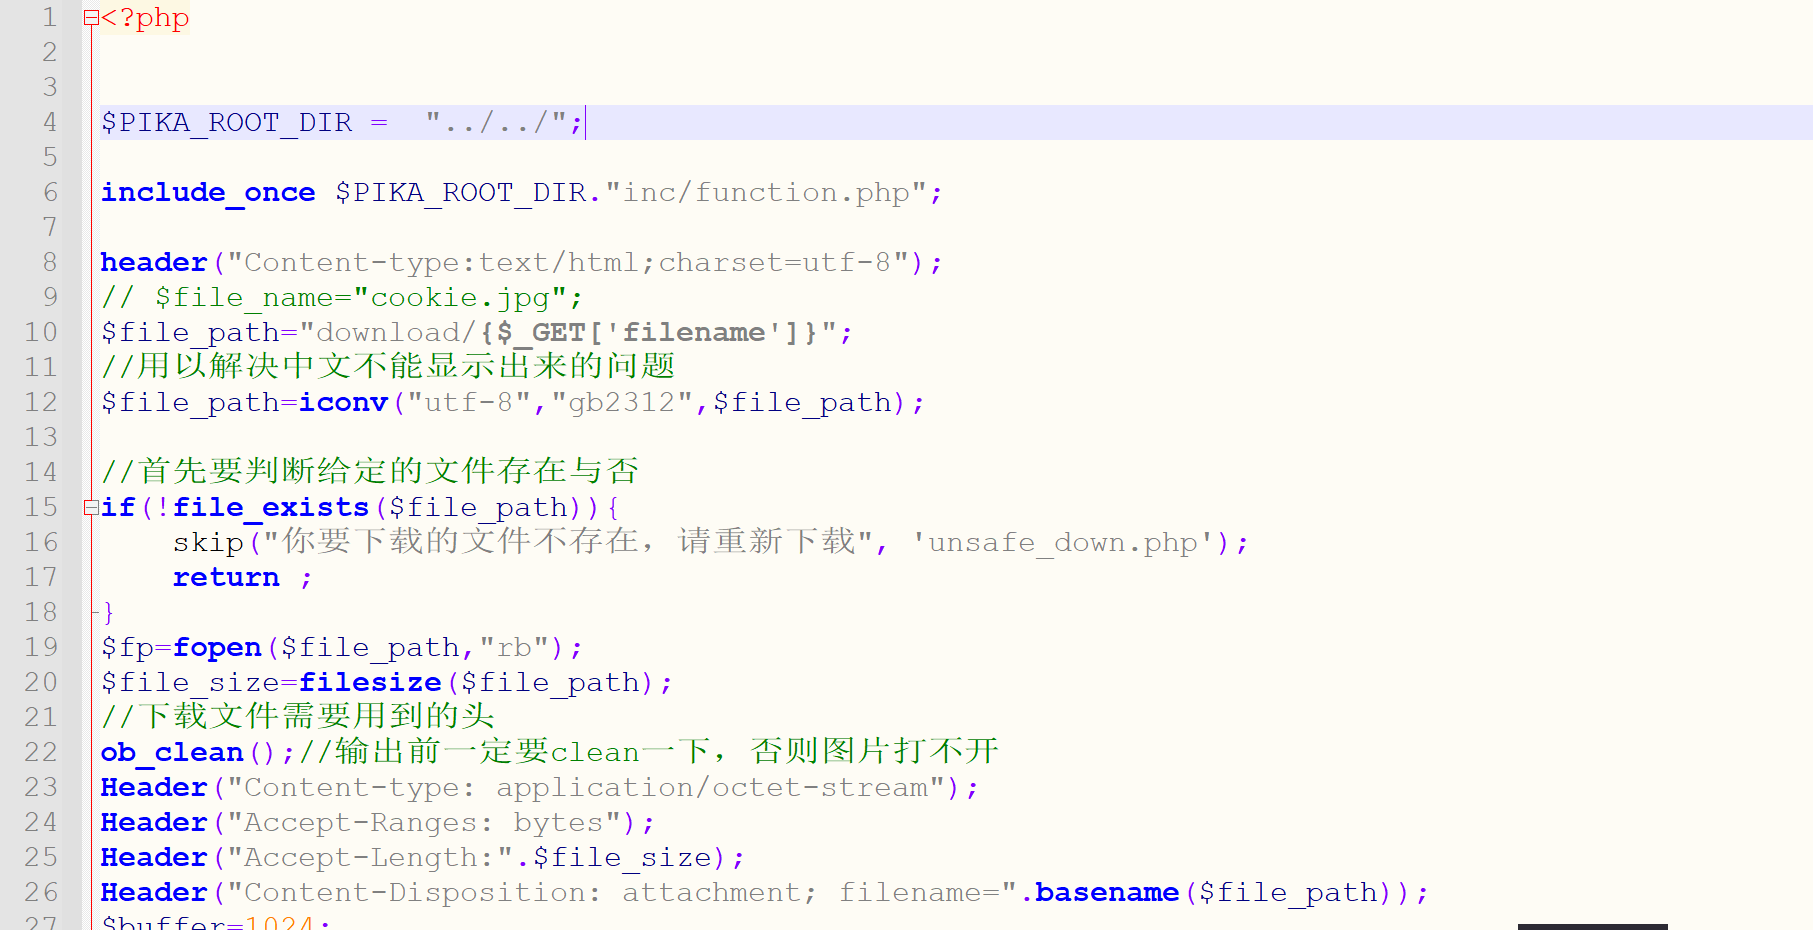 1 <?php
2
3
4 $PIKA_ROOT_DIR =  "../../";
5
6 include_once $PIKA_ROOT_DIR."inc/function.php";
7
8 header("Content-type:text/html;charset=utf-8");
9 // $file_name="cookie.jpg";
10 $file_path="download/{$_GET['filename']}";
11 //用以解决中文不能显示出来的问题
12 $file_path=iconv("utf-8","gb2312",$file_path);
13
14 //首先要判断给定的文件存在与否
15 if(!file_exists($file_path)){
16     skip("你要下载的文件不存在，请重新下载", 'unsafe_down.php');
17     return ;
18 }
19 $fp=fopen($file_path,"rb");
20 $file_size=filesize($file_path);
21 //下载文件需要用到的头
22 ob_clean();//输出前一定要clean一下，否则图片打不开
23 Header("Content-type: application/octet-stream");
24 Header("Accept-Ranges: bytes");
25 Header("Accept-Length:".$file_size);
26 Header("Content-Disposition: attachment; filename=".basename($file_path));
27 $buffer=1024;